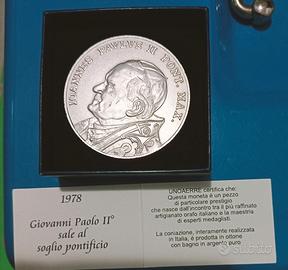 IOANNES PAVLVS II PONT. MAX.
1978
Giovanni Paolo II°
sale al
soglio pontificio
UNOAERRE certifica che:
Questa moneta è un pezzo
di particolare prestigio
che nasce dall'incontro tra il più raffinato
artigianato orafo italiano e la maestria
di esperti medaglisti.
La coniazione, interamente realizzata
in Italia, è prodotta in ottone
con bagno in argento puro
subito